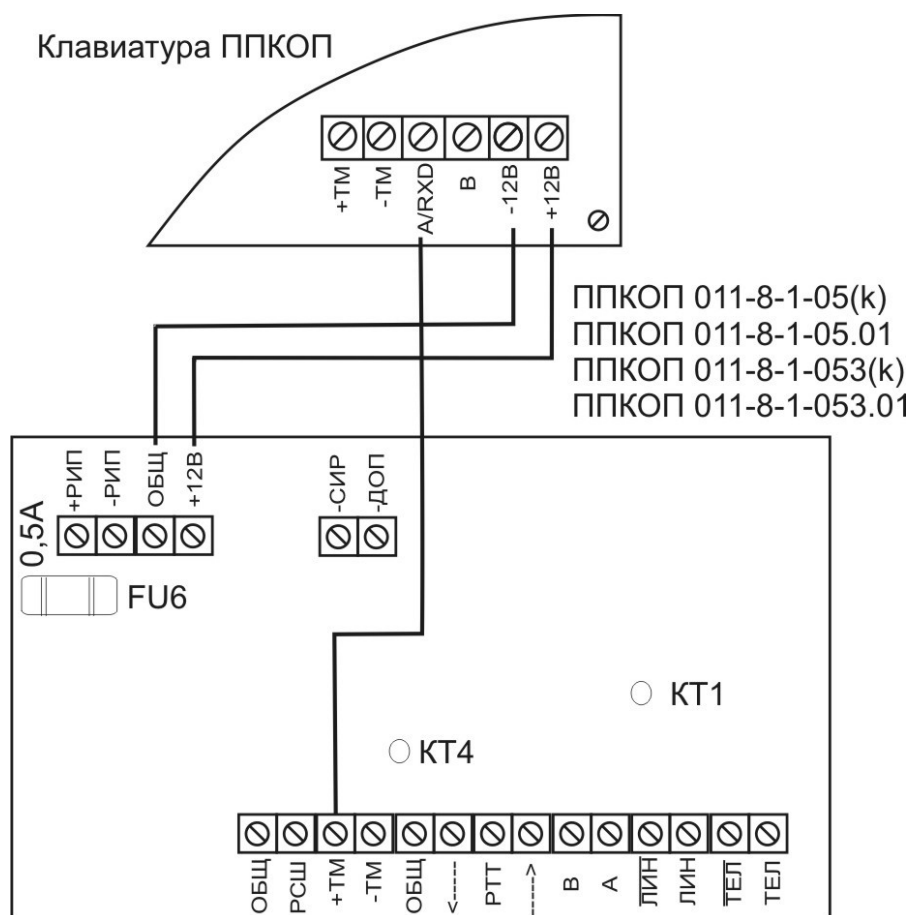 Клавиатура ППКОП
+ТМ
-ТМ
A/RXD
В
-12В
+12В
ППКОП 011-8-1-05(k)
ППКОП 011-8-1-05.01
ППКОП 011-8-1-053(k)
ППКОП 011-8-1-053.01
0,5А
+РИП
-РИП
ОБЩ
+12В
-СИР
-ДОП
FU6
КТ1
КТ4
ОБЩ
РСШ
+ТМ
-ТМ
ОБЩ
<-----
РТТ
----->
В
А
ЛИН
ЛИН
ТЕЛ
ТЕЛ